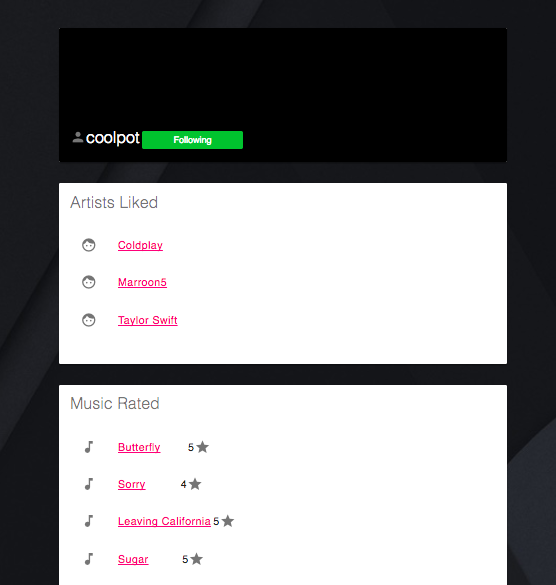 coolpot Following
Artists Liked
Coldplay
Marroon5
Taylor Swift
Music Rated
Butterfly 5
Sorry 4
Leaving California 5
Sugar 5